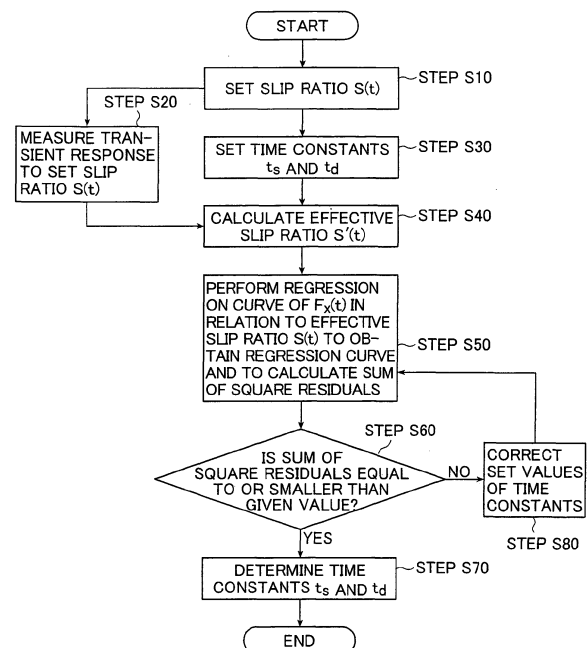 START
SET SLIP RATIO S(t)
STEP S10
STEP S20
MEASURE TRAN-
SIENT RESPONSE
TO SET SLIP
RATIO S(t)
SET TIME CONSTANTS
ts AND td
STEP S30
CALCULATE EFFECTIVE
SLIP RATIO S'(t)
STEP S40
PERFORM REGRESSION
ON CURVE OF Fx(t) IN
RELATION TO EFFECTIVE
SLIP RATIO S(t) TO OB-
TAIN REGRESSION CURVE
AND TO CALCULATE SUM
OF SQUARE RESIDUALS
STEP S50
STEP S60
IS SUM OF
SQUARE RESIDUALS EQUAL
TO OR SMALLER THAN
GIVEN VALUE?
NO
CORRECT
SET VALUES
OF TIME
CONSTANTS
STEP S80
YES
DETERMINE TIME
CONSTANTS ts AND td
STEP S70
END